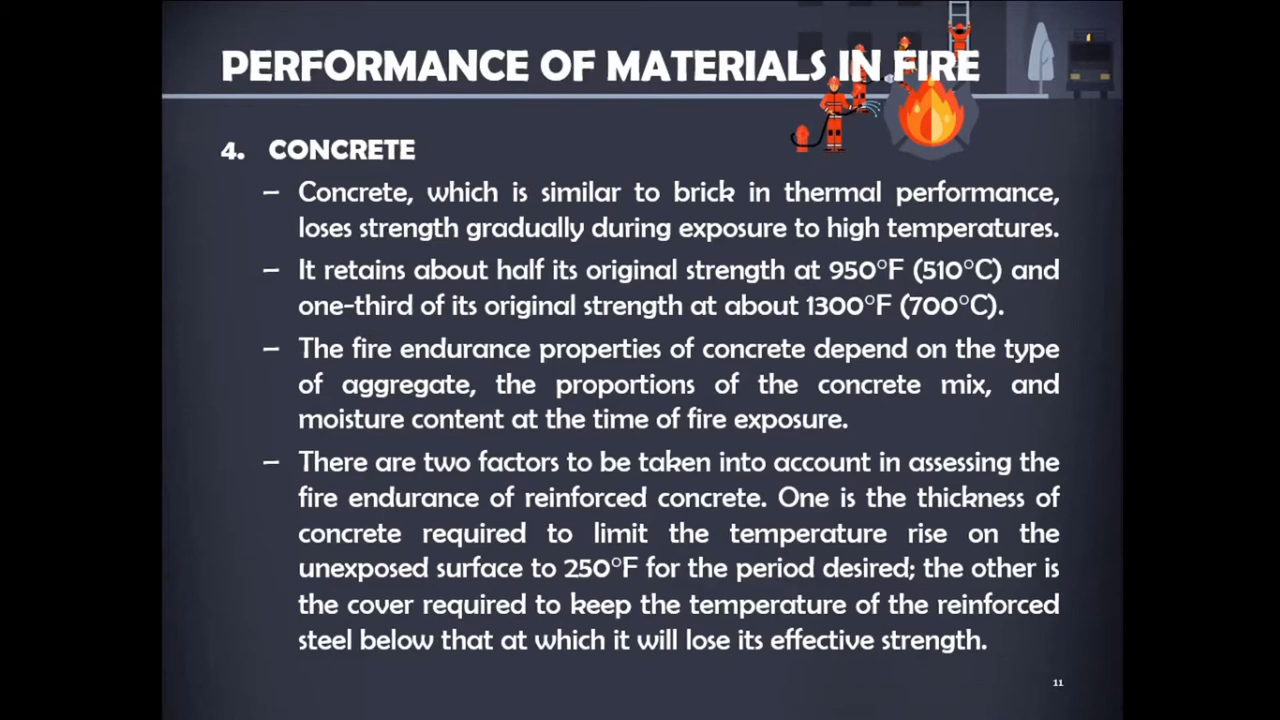 PERFORMANCE OF MATERIALS IN FIRE
4. CONCRETE
– Concrete, which is similar to brick in thermal performance,
loses strength gradually during exposure to high temperatures.
– It retains about half its original strength at 950°F (510°C) and
one-third of its original strength at about 1300°F (700°C).
– The fire endurance properties of concrete depend on the type
of aggregate, the proportions of the concrete mix, and
moisture content at the time of fire exposure.
– There are two factors to be taken into account in assessing the
fire endurance of reinforced concrete. One is the thickness of
concrete required to limit the temperature rise on the
unexposed surface to 250°F for the period desired; the other is
the cover required to keep the temperature of the reinforced
steel below that at which it will lose its effective strength.
11